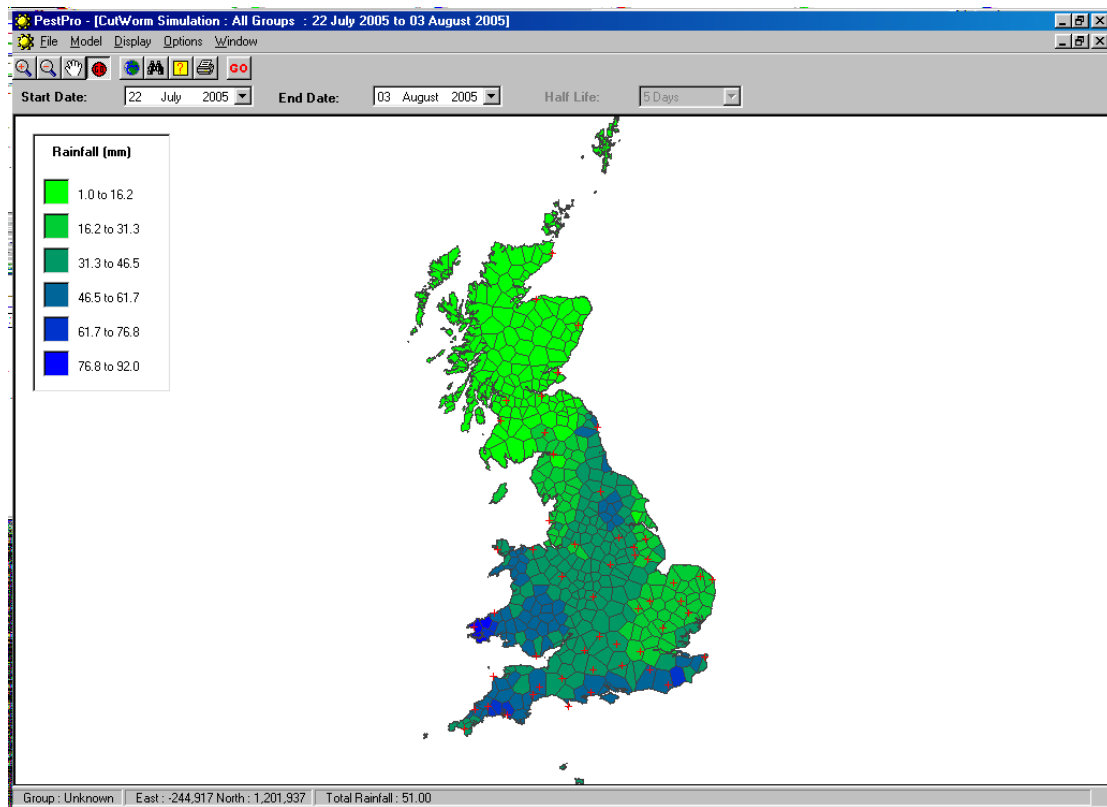 PestPro - [CutWorm Simulation : All Groups : 22 July 2005 to 03 August 2005]
File Model Display Options Window
GO
Start Date: 22 July 2005 End Date: 03 August 2005 Half Life: 5 Days
Rainfall (mm)
1.0 to 16.2
16.2 to 31.3
31.3 to 46.5
46.5 to 61.7
61.7 to 76.8
76.8 to 92.0
Group : Unknown East : -244,917 North : 1,201,937 Total Rainfall : 51.00